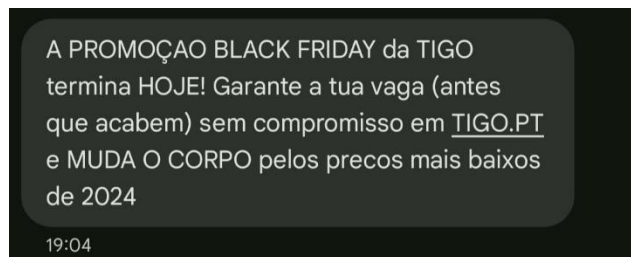 A PROMOÇAO BLACK FRIDAY da TIGO
termina HOJE! Garante a tua vaga (antes
que acabem) sem compromisso em TIGO.PT
e MUDA O CORPO pelos precos mais baixos
de 2024
19:04